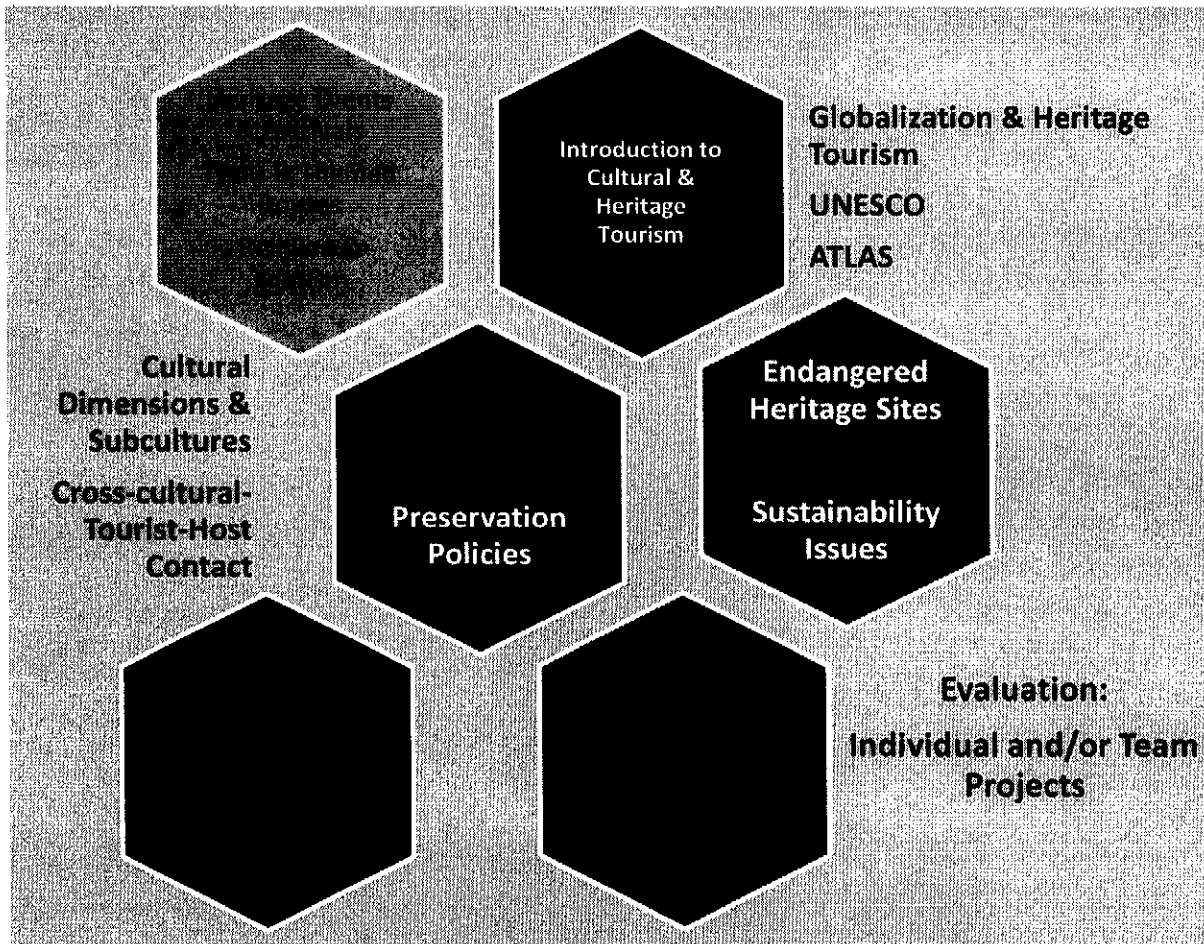 Events
Introduction to
Cultural &
Heritage
Tourism
Globalization & Heritage
Tourism
UNESCO
ATLAS
Cultural
Dimensions &
Subcultures
Cross-cultural-
Tourist-Host
Contact
Preservation
Policies
Endangered
Heritage Sites
Sustainability
Issues
Evaluation:
Individual and/or Team
Projects